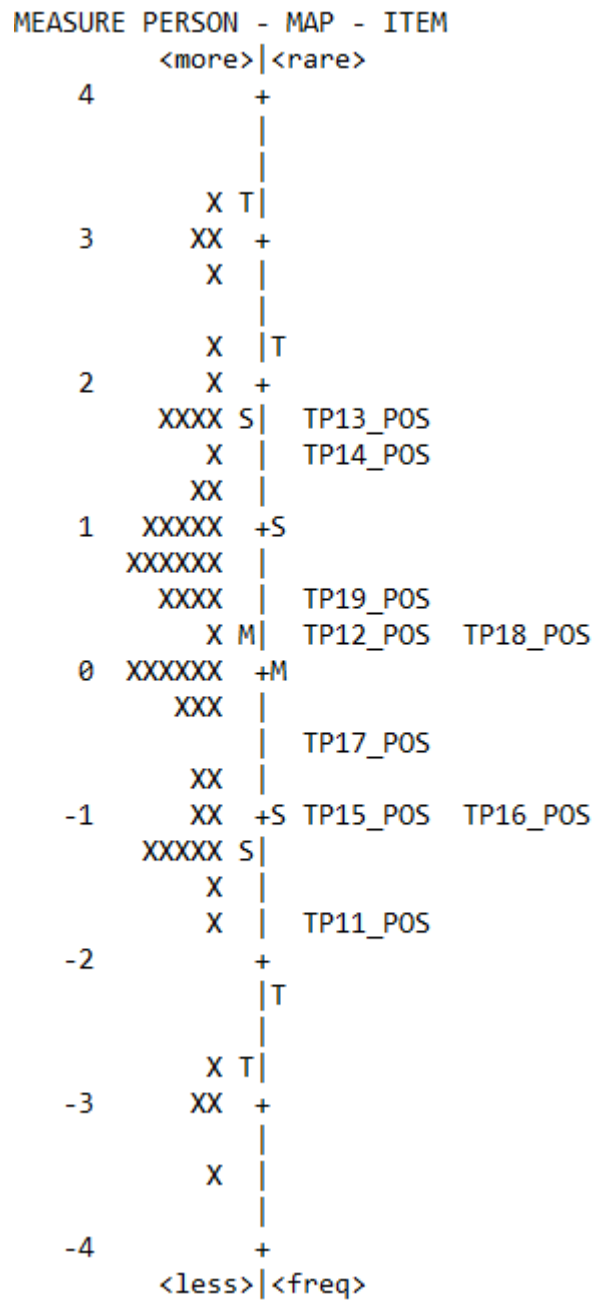 MEASURE PERSON - MAP - ITEM
         <more>|<rare>
    4          +
               |
               |
            X T|
    3      XX  +
            X  |
               |
            X  |T
    2       X  +
         XXXX S|  TP13_POS
            X  |  TP14_POS
           XX  |
    1   XXXXX  +S
       XXXXXX  |
         XXXX  |  TP19_POS
            X M|  TP12_POS  TP18_POS
    0  XXXXXX  +M
          XXX  |
               |  TP17_POS
           XX  |
   -1      XX  +S TP15_POS  TP16_POS
        XXXXX S|
            X  |
            X  |  TP11_POS
   -2          +
               |T
               |
            X T|
   -3      XX  +
               |
            X  |
               |
   -4          +
         <less>|<freq>